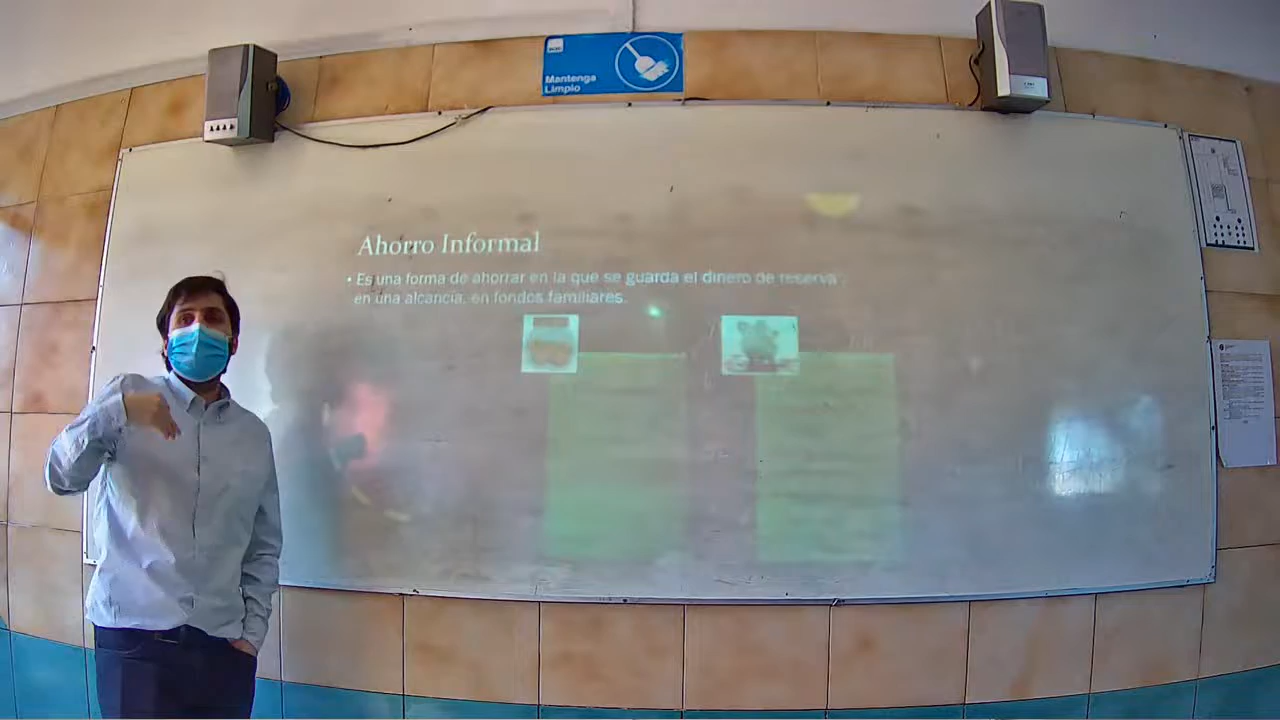 Mantenga
Limpio
Ahorro Informal
• Es una forma de ahorrar en la que se guarda el dinero de reserva
en una alcancía, en fondos familiares.